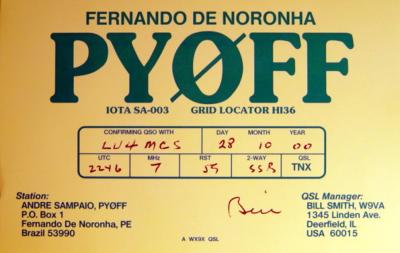 FERNANDO DE NORONHA
PYØFF
IOTA SA-003 GRID LOCATOR HI36
CONFIRMING QSO WITH DAY MONTH YEAR
LU4MCS 28 10 00
UTC MHz RST 2-WAY QSL
2246 7 55 SSB TNX
Station:
ANDRE SAMPAIO, PYØFF
P.O. Box 1
Fernando De Noronha, PE
Brazil 53990
Bill
QSL Manager:
BILL SMITH, W9VA
1345 Linden Ave.
Deerfield, IL
USA 60015
A WX9X QSL